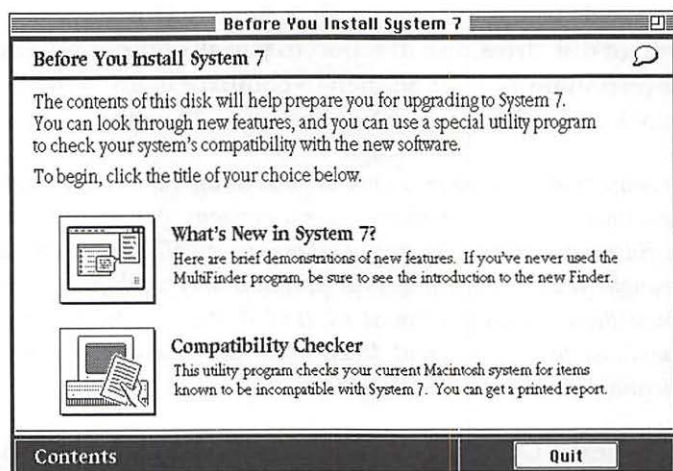 Before You Install System 7
Before You Install System 7
The contents of this disk will help prepare you for upgrading to System 7.
You can look through new features, and you can use a special utility program
to check your system's compatibility with the new software.
To begin, click the title of your choice below.
What's New in System 7?
Here are brief demonstrations of new features. If you've never used the
MultiFinder program, be sure to see the introduction to the new Finder.
Compatibility Checker
This utility program checks your current Macintosh system for items
known to be incompatible with System 7. You can get a printed report.
Contents
Quit